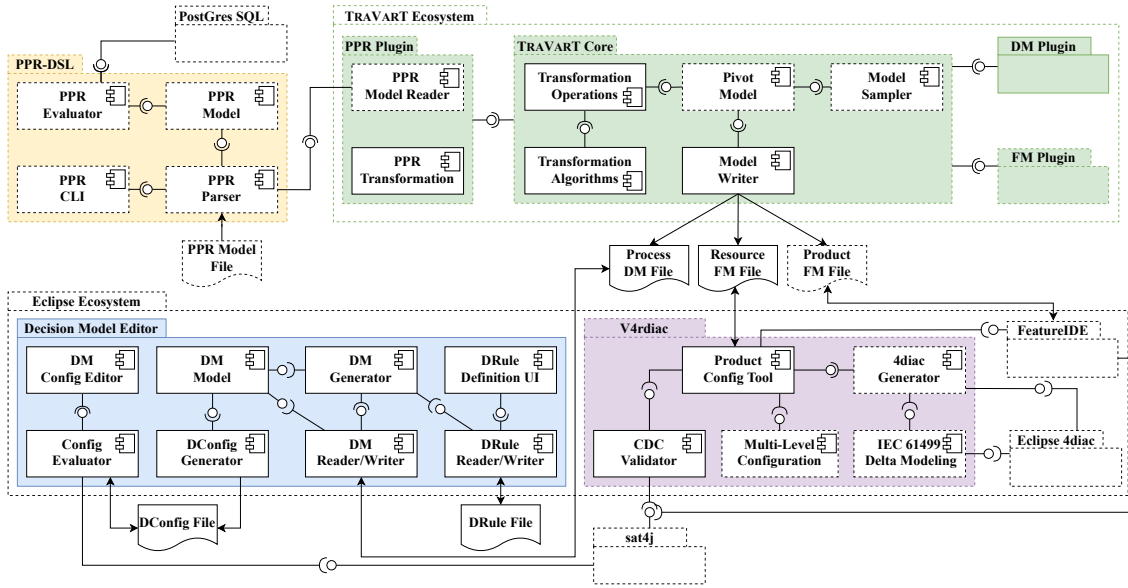 PostGres SQL
TRAVART Ecosystem
PPR Plugin
TRAVART Core
DM Plugin
PPR-DSL
PPR
Model Reader
Transformation
Operations
Pivot
Model
Model
Sampler
PPR
Evaluator
PPR
Model
PPR
Transformation
Transformation
Algorithms
Model
Writer
FM Plugin
PPR
CLI
PPR
Parser
PPR Model
File
Process
DM File
Resource
FM File
Product
FM File
Eclipse Ecosystem
Decision Model Editor
V4rdiac
FeatureIDE
DM
Config Editor
DM
Model
DM
Generator
DRule
Definition UI
Product
Config Tool
4diac
Generator
Config
Evaluator
DConfig
Generator
DM
Reader/Writer
DRule
Reader/Writer
CDC
Validator
Multi-Level
Configuration
IEC 61499
Delta Modeling
Eclipse 4diac
DConfig File
DRule File
sat4j